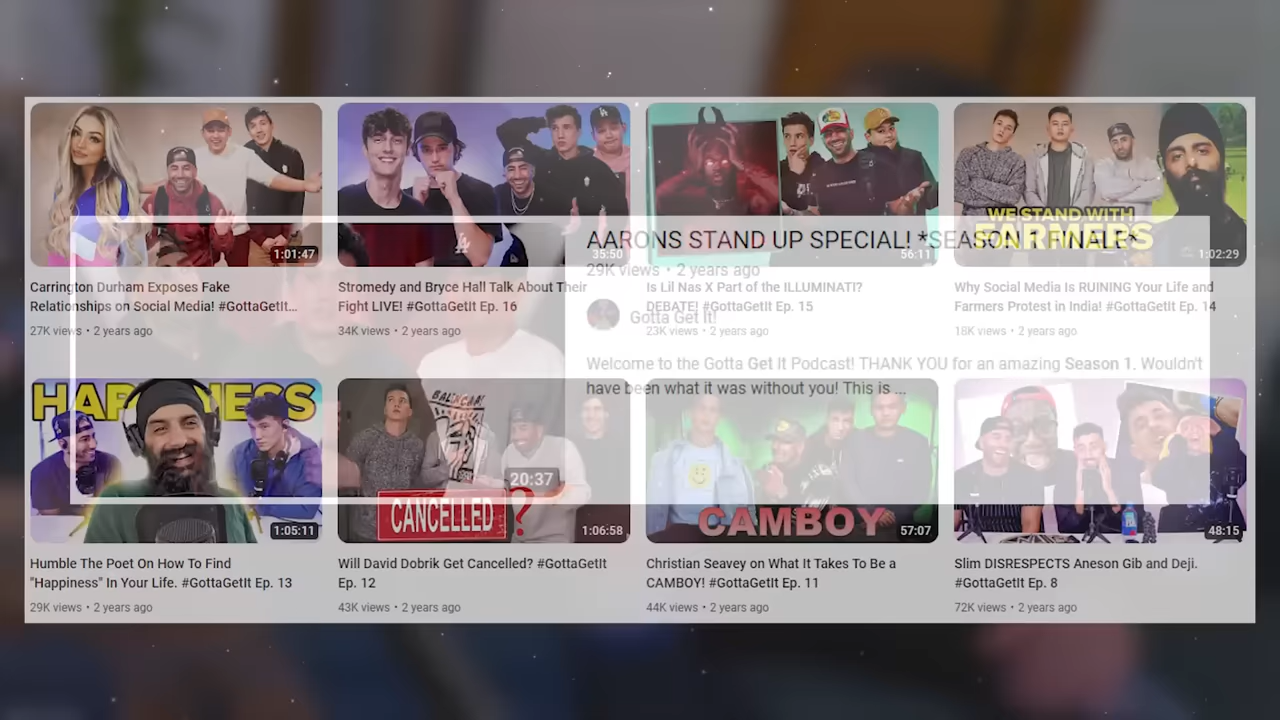 1:01:47
35:50
56:11
WE STAND WITH
FARMERS
1:02:29
Carrington Durham Exposes Fake
Relationships on Social Media! #GottaGetIt...
27K views • 2 years ago
Stromedy and Bryce Hall Talk About Their
Fight LIVE! #GottaGetIt Ep. 16
34K views • 2 years ago
Is Lil Nas X Part of the ILLUMINATI?
DEBATE! #GottaGetIt Ep. 15
23K views • 2 years ago
Why Social Media Is RUINING Your Life and
Farmers Protest in India! #GottaGetIt Ep. 14
18K views • 2 years ago
AARONS STAND UP SPECIAL! *SEASON 1 FINALE*
29K views • 2 years ago
Gotta Get It!
Welcome to the Gotta Get It Podcast! THANK YOU for an amazing Season 1. Wouldn't
have been what it was without you! This is ...
20:37
HAPPINESS
1:05:11
CANCELLED?
1:06:58
CAMBOY
57:07
48:15
Humble The Poet On How To Find
"Happiness" In Your Life. #GottaGetIt Ep. 13
29K views • 2 years ago
Will David Dobrik Get Cancelled? #GottaGetIt
Ep. 12
43K views • 2 years ago
Christian Seavey on What It Takes To Be a
CAMBOY! #GottaGetIt Ep. 11
44K views • 2 years ago
Slim DISRESPECTS Aneson Gib and Deji.
#GottaGetIt Ep. 8
72K views • 2 years ago